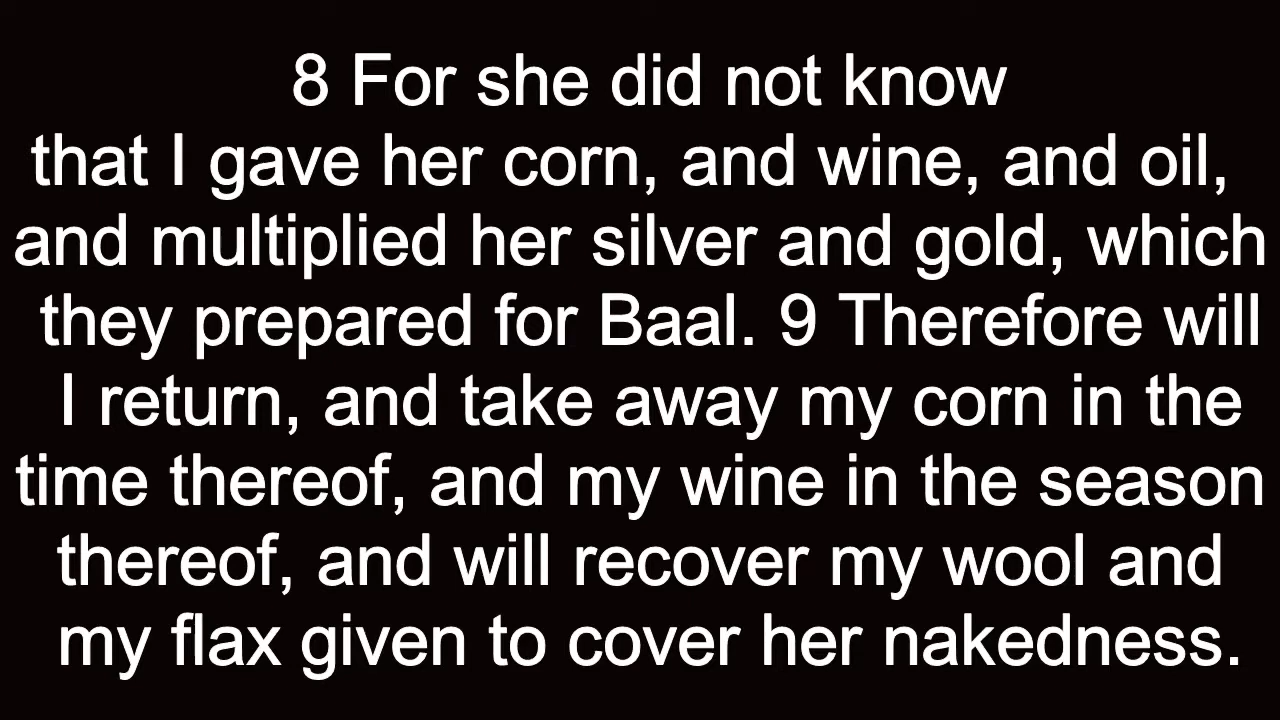 8 For she did not know
that I gave her corn, and wine, and oil,
and multiplied her silver and gold, which
they prepared for Baal. 9 Therefore will
I return, and take away my corn in the
time thereof, and my wine in the season
thereof, and will recover my wool and
my flax given to cover her nakedness.